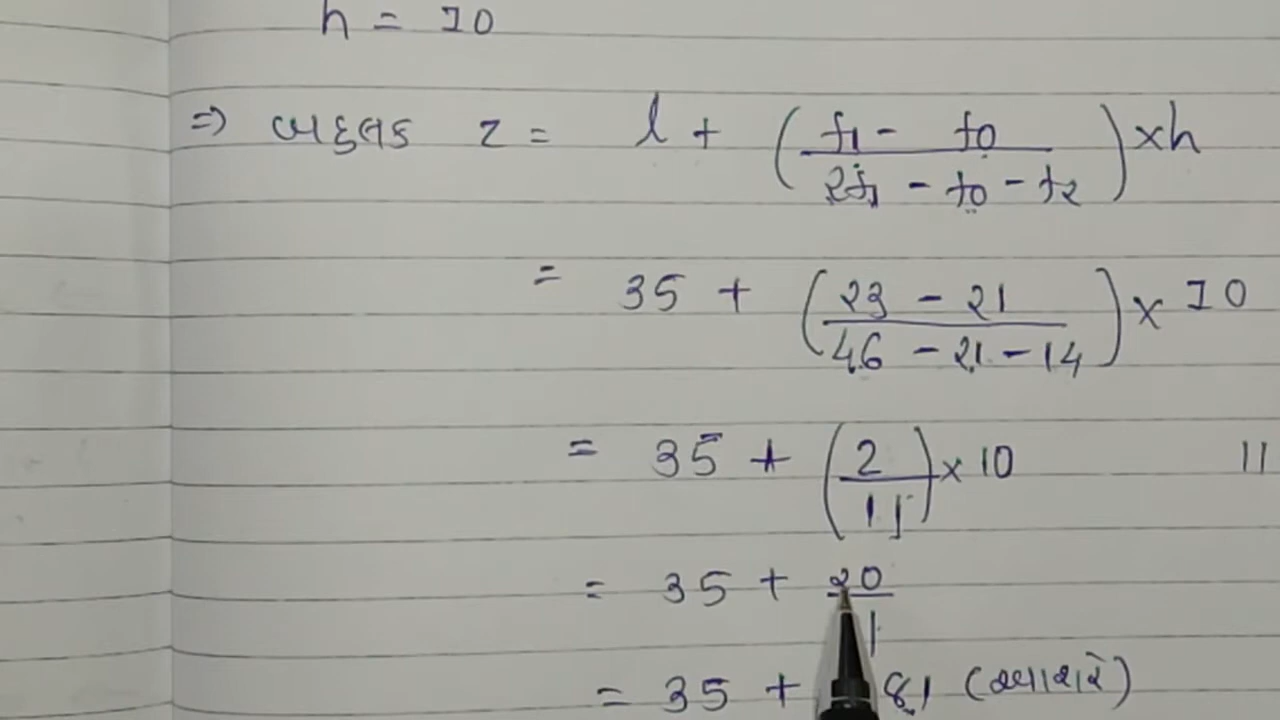 h = 10
⇒ બહુલક Z = l + (f1 - f0 / 2f1 - f0 - f2) × h
= 35 + (23 - 21 / 46 - 21 - 14) × 10
= 35 + (2 / 11) × 10 11
= 35 + 20 / 1
= 35 + 81 (આશરે)